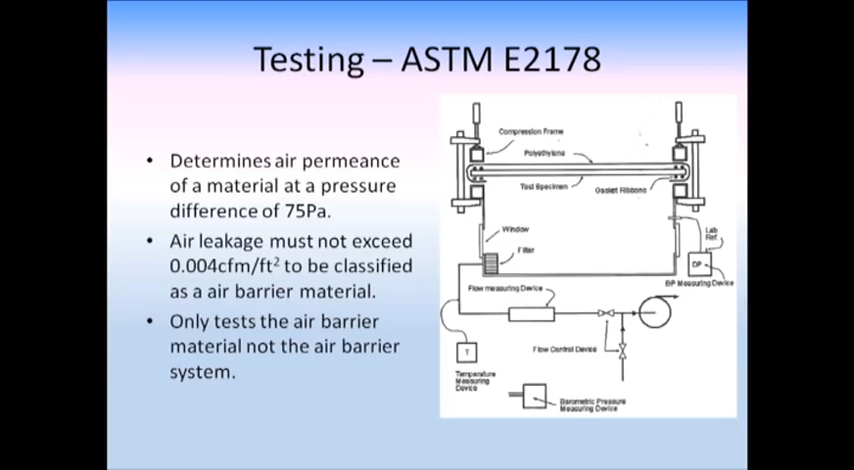 Testing – ASTM E2178
• Determines air permeance
of a material at a pressure
difference of 75Pa.
• Air leakage must not exceed
0.004cfm/ft² to be classified
as a air barrier material.
• Only tests the air barrier
material not the air barrier
system.
Compression Frame
Polyethylene
Test Specimen
Gasket Ribbons
Window
Filter
Lab
Ref.
DP
DP Measuring Device
Flow measuring Device
Flow Control Device
T
Temperature
Measuring
Device
Barometric Pressure
Measuring Device